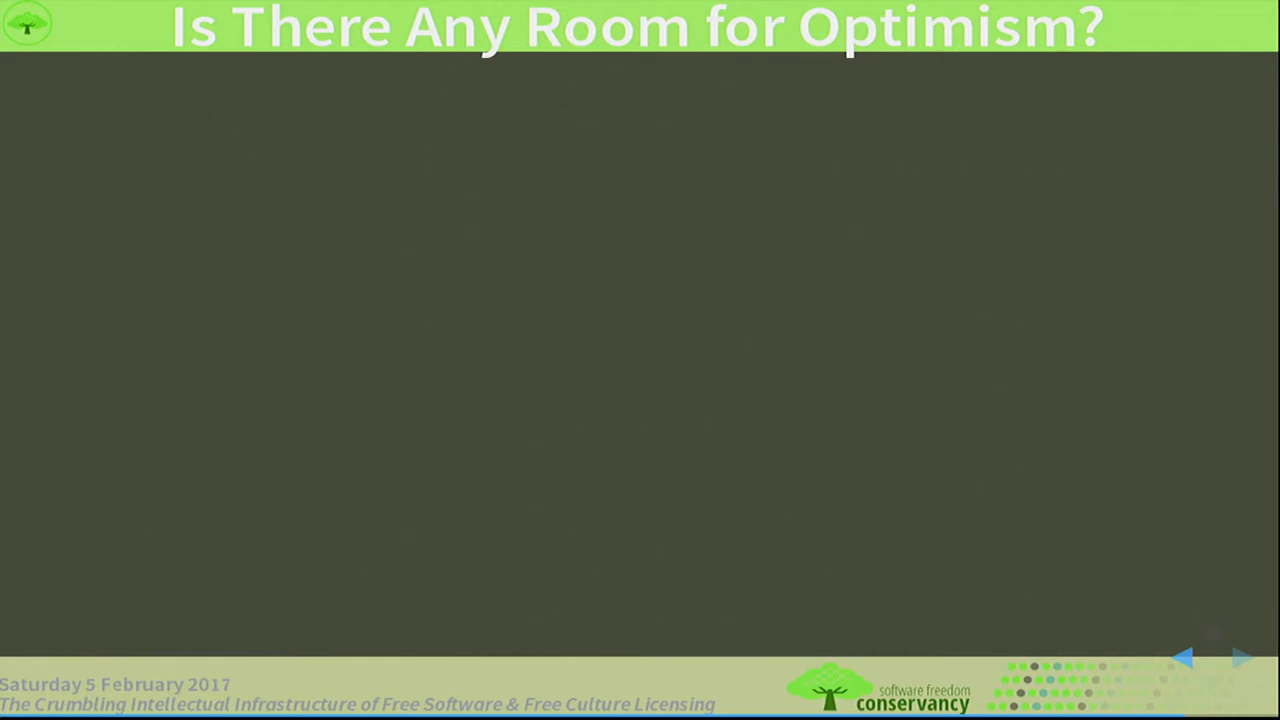 Is There Any Room for Optimism?
Saturday 5 February 2017
The Crumbling Intellectual Infrastructure of Free Software & Free Culture Licensing
software freedom
conservancy